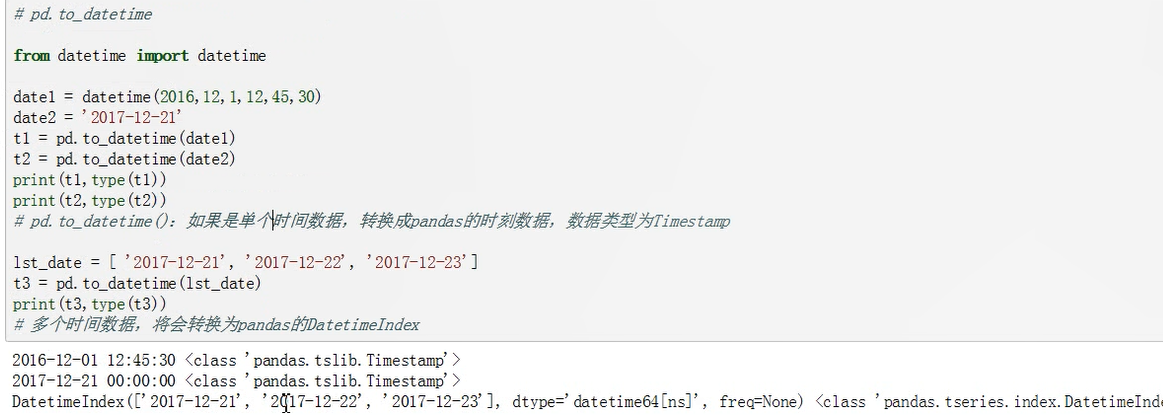 # pd.to_datetime
from datetime import datetime
date1 = datetime(2016,12,1,12,45,30)
date2 = '2017-12-21'
t1 = pd.to_datetime(date1)
t2 = pd.to_datetime(date2)
print(t1,type(t1))
print(t2,type(t2))
# pd.to_datetime()：如果是单个时间数据，转换成pandas的时刻数据，数据类型为Timestamp
lst_date = [ '2017-12-21', '2017-12-22', '2017-12-23']
t3 = pd.to_datetime(lst_date)
print(t3,type(t3))
# 多个时间数据，将会转换为pandas的DatetimeIndex
2016-12-01 12:45:30 <class 'pandas.tslib.Timestamp'>
2017-12-21 00:00:00 <class 'pandas.tslib.Timestamp'>
DatetimeIndex(['2017-12-21', '2017-12-22', '2017-12-23'], dtype='datetime64[ns]', freq=None) <class 'pandas.tseries.index.DatetimeInde